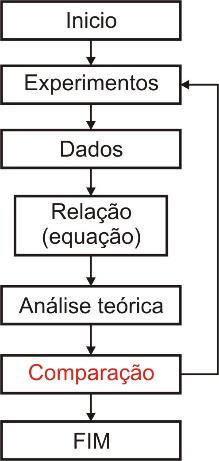 Inicio
Experimentos
Dados
Relação
(equação)
Análise teórica
Comparação
FIM